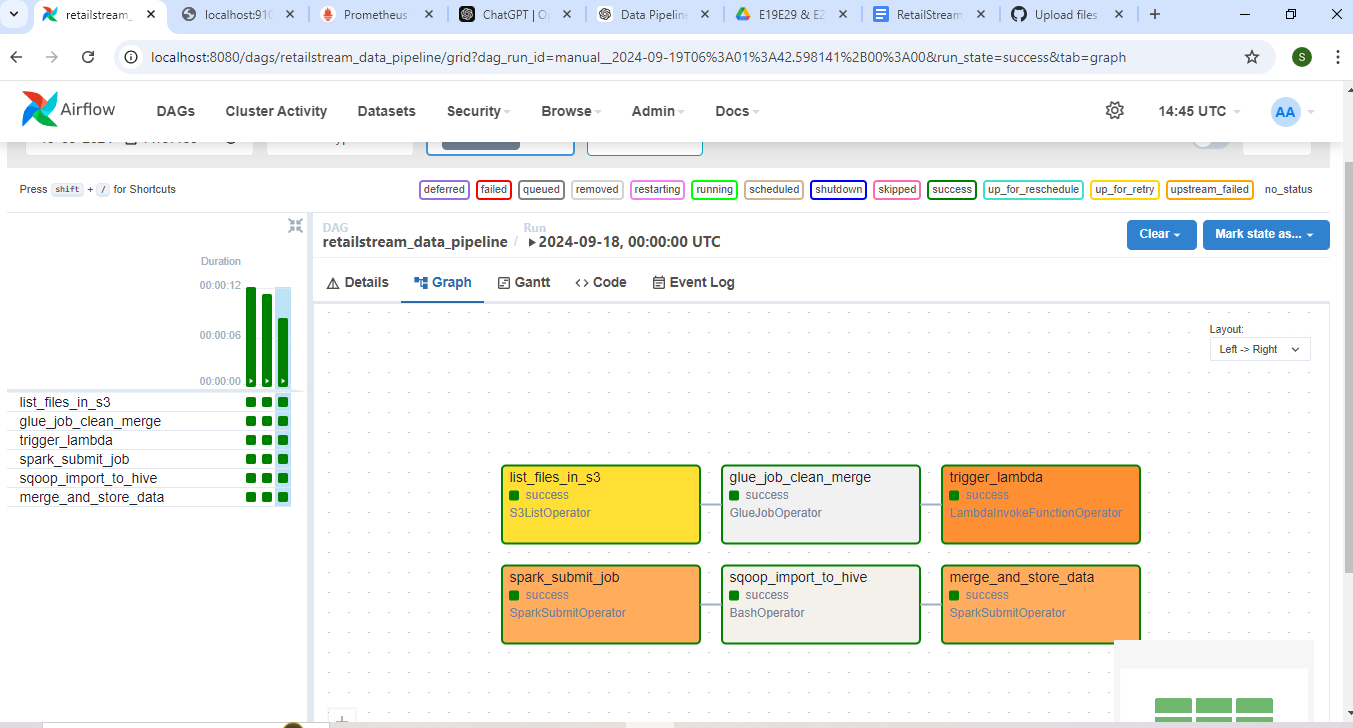 retailstream_
localhost:910
Prometheus
ChatGPT | O
Data Pipeline
E19E29 & E2
RetailStream
Upload files
localhost:8080/dags/retailstream_data_pipeline/grid?dag_run_id=manual__2024-09-19T06%3A01%3A42.598141%2B00%3A00&run_state=success&tab=graph
S
Airflow
DAGs
Cluster Activity
Datasets
Security
Browse
Admin
Docs
14:45 UTC
AA
Press shift + / for Shortcuts
deferred
failed
queued
removed
restarting
running
scheduled
shutdown
skipped
success
up_for_reschedule
up_for_retry
upstream_failed
no_status
DAG
retailstream_data_pipeline
/
Run
2024-09-18, 00:00:00 UTC
Clear
Mark state as...
Details
Graph
Gantt
Code
Event Log
Duration
00:00:12
00:00:06
00:00:00
list_files_in_s3
glue_job_clean_merge
trigger_lambda
spark_submit_job
sqoop_import_to_hive
merge_and_store_data
Layout:
Left -> Right
list_files_in_s3
success
S3ListOperator
glue_job_clean_merge
success
GlueJobOperator
trigger_lambda
success
LambdaInvokeFunctionOperator
spark_submit_job
success
SparkSubmitOperator
sqoop_import_to_hive
success
BashOperator
merge_and_store_data
success
SparkSubmitOperator